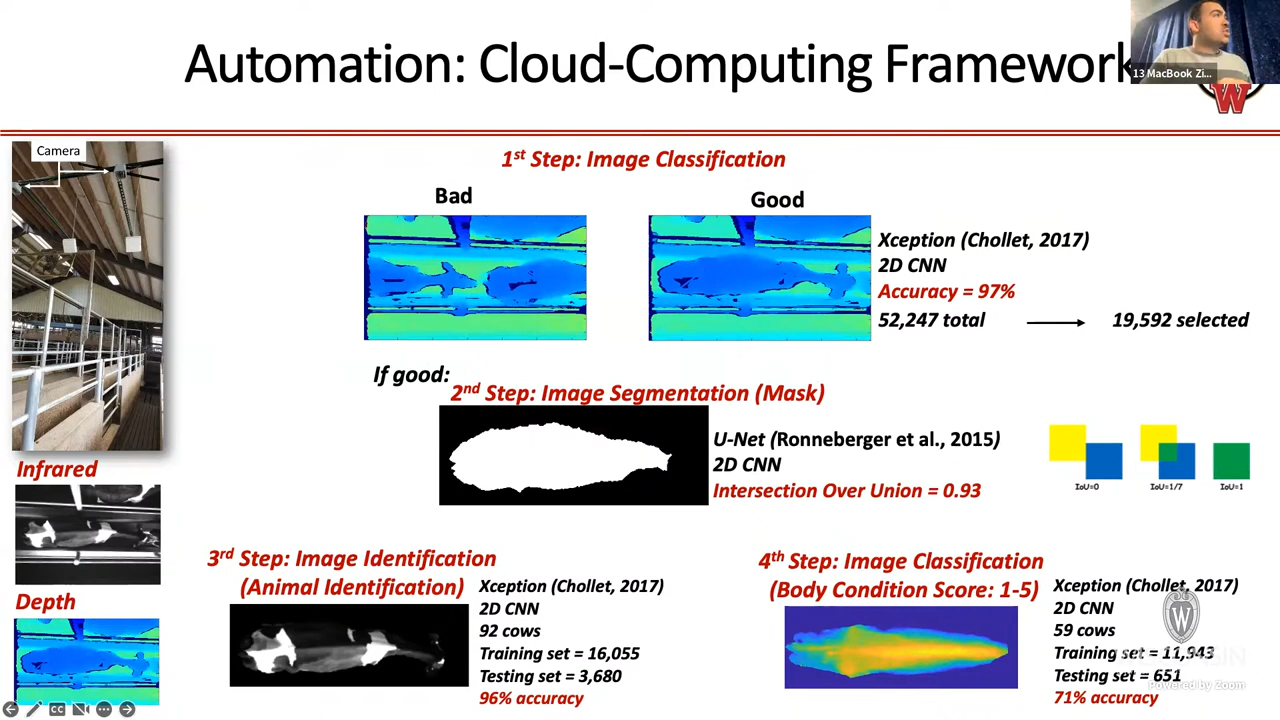 Automation: Cloud-Computing Framework
13 MacBook Zi...
W
Camera
1st Step: Image Classification
Bad
Good
Xception (Chollet, 2017)
2D CNN
Accuracy = 97%
52,247 total
19,592 selected
If good:
2nd Step: Image Segmentation (Mask)
U-Net (Ronneberger et al., 2015)
2D CNN
Intersection Over Union = 0.93
IoU=0
IoU=1/7
IoU=1
Infrared
Depth
3rd Step: Image Identification
(Animal Identification)
Xception (Chollet, 2017)
2D CNN
92 cows
Training set = 16,055
Testing set = 3,680
96% accuracy
4th Step: Image Classification
(Body Condition Score: 1-5)
Xception (Chollet, 2017)
2D CNN
59 cows
Training set = 11,943
Testing set = 651
71% accuracy
W
Powered by Zoom
CC